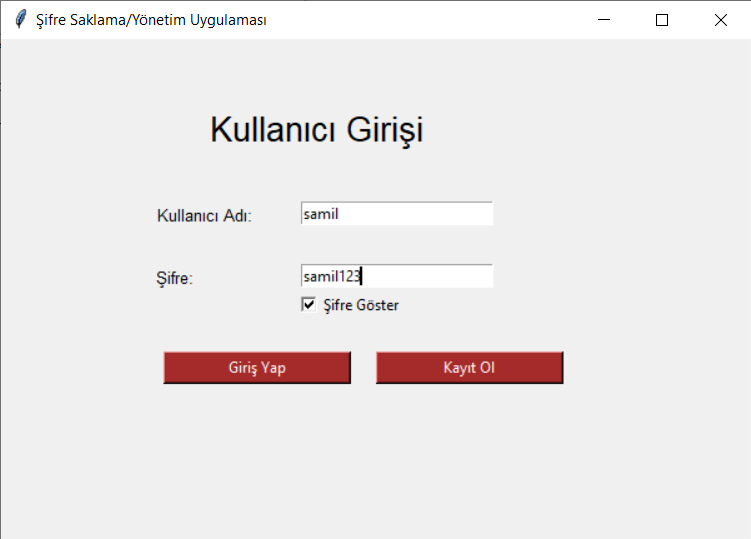 Şifre Saklama/Yönetim Uygulaması
Kullanıcı Girişi
Kullanıcı Adı: samil
Şifre: samil123
Şifre Göster
Giriş Yap Kayıt Ol